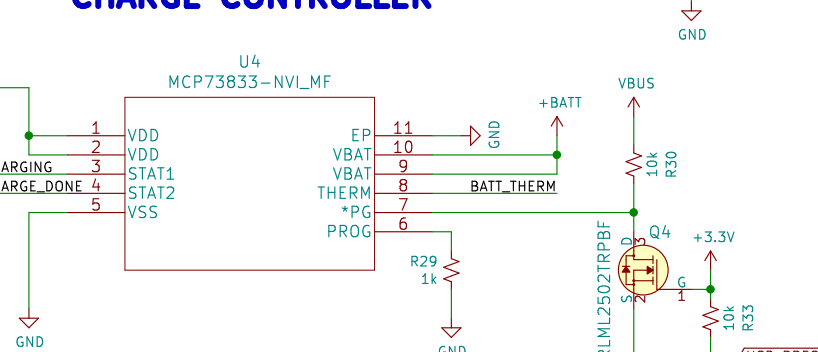 CHARGE CONTROLLER
GND
U4
MCP73833-NVI_MF
VBUS
+BATT
1 VDD
2 VDD
ARGING 3 STAT1
ARGE_DONE 4 STAT2
5 VSS
EP 11 GND
VBAT 10
VBAT 9
THERM 8 BATT_THERM
*PG 7
PROG 6
10k R30
R29
1k
RLML2502TRPBF
Q4
D 3
S 2
G 1
+3.3V
10k R33
GND
GND